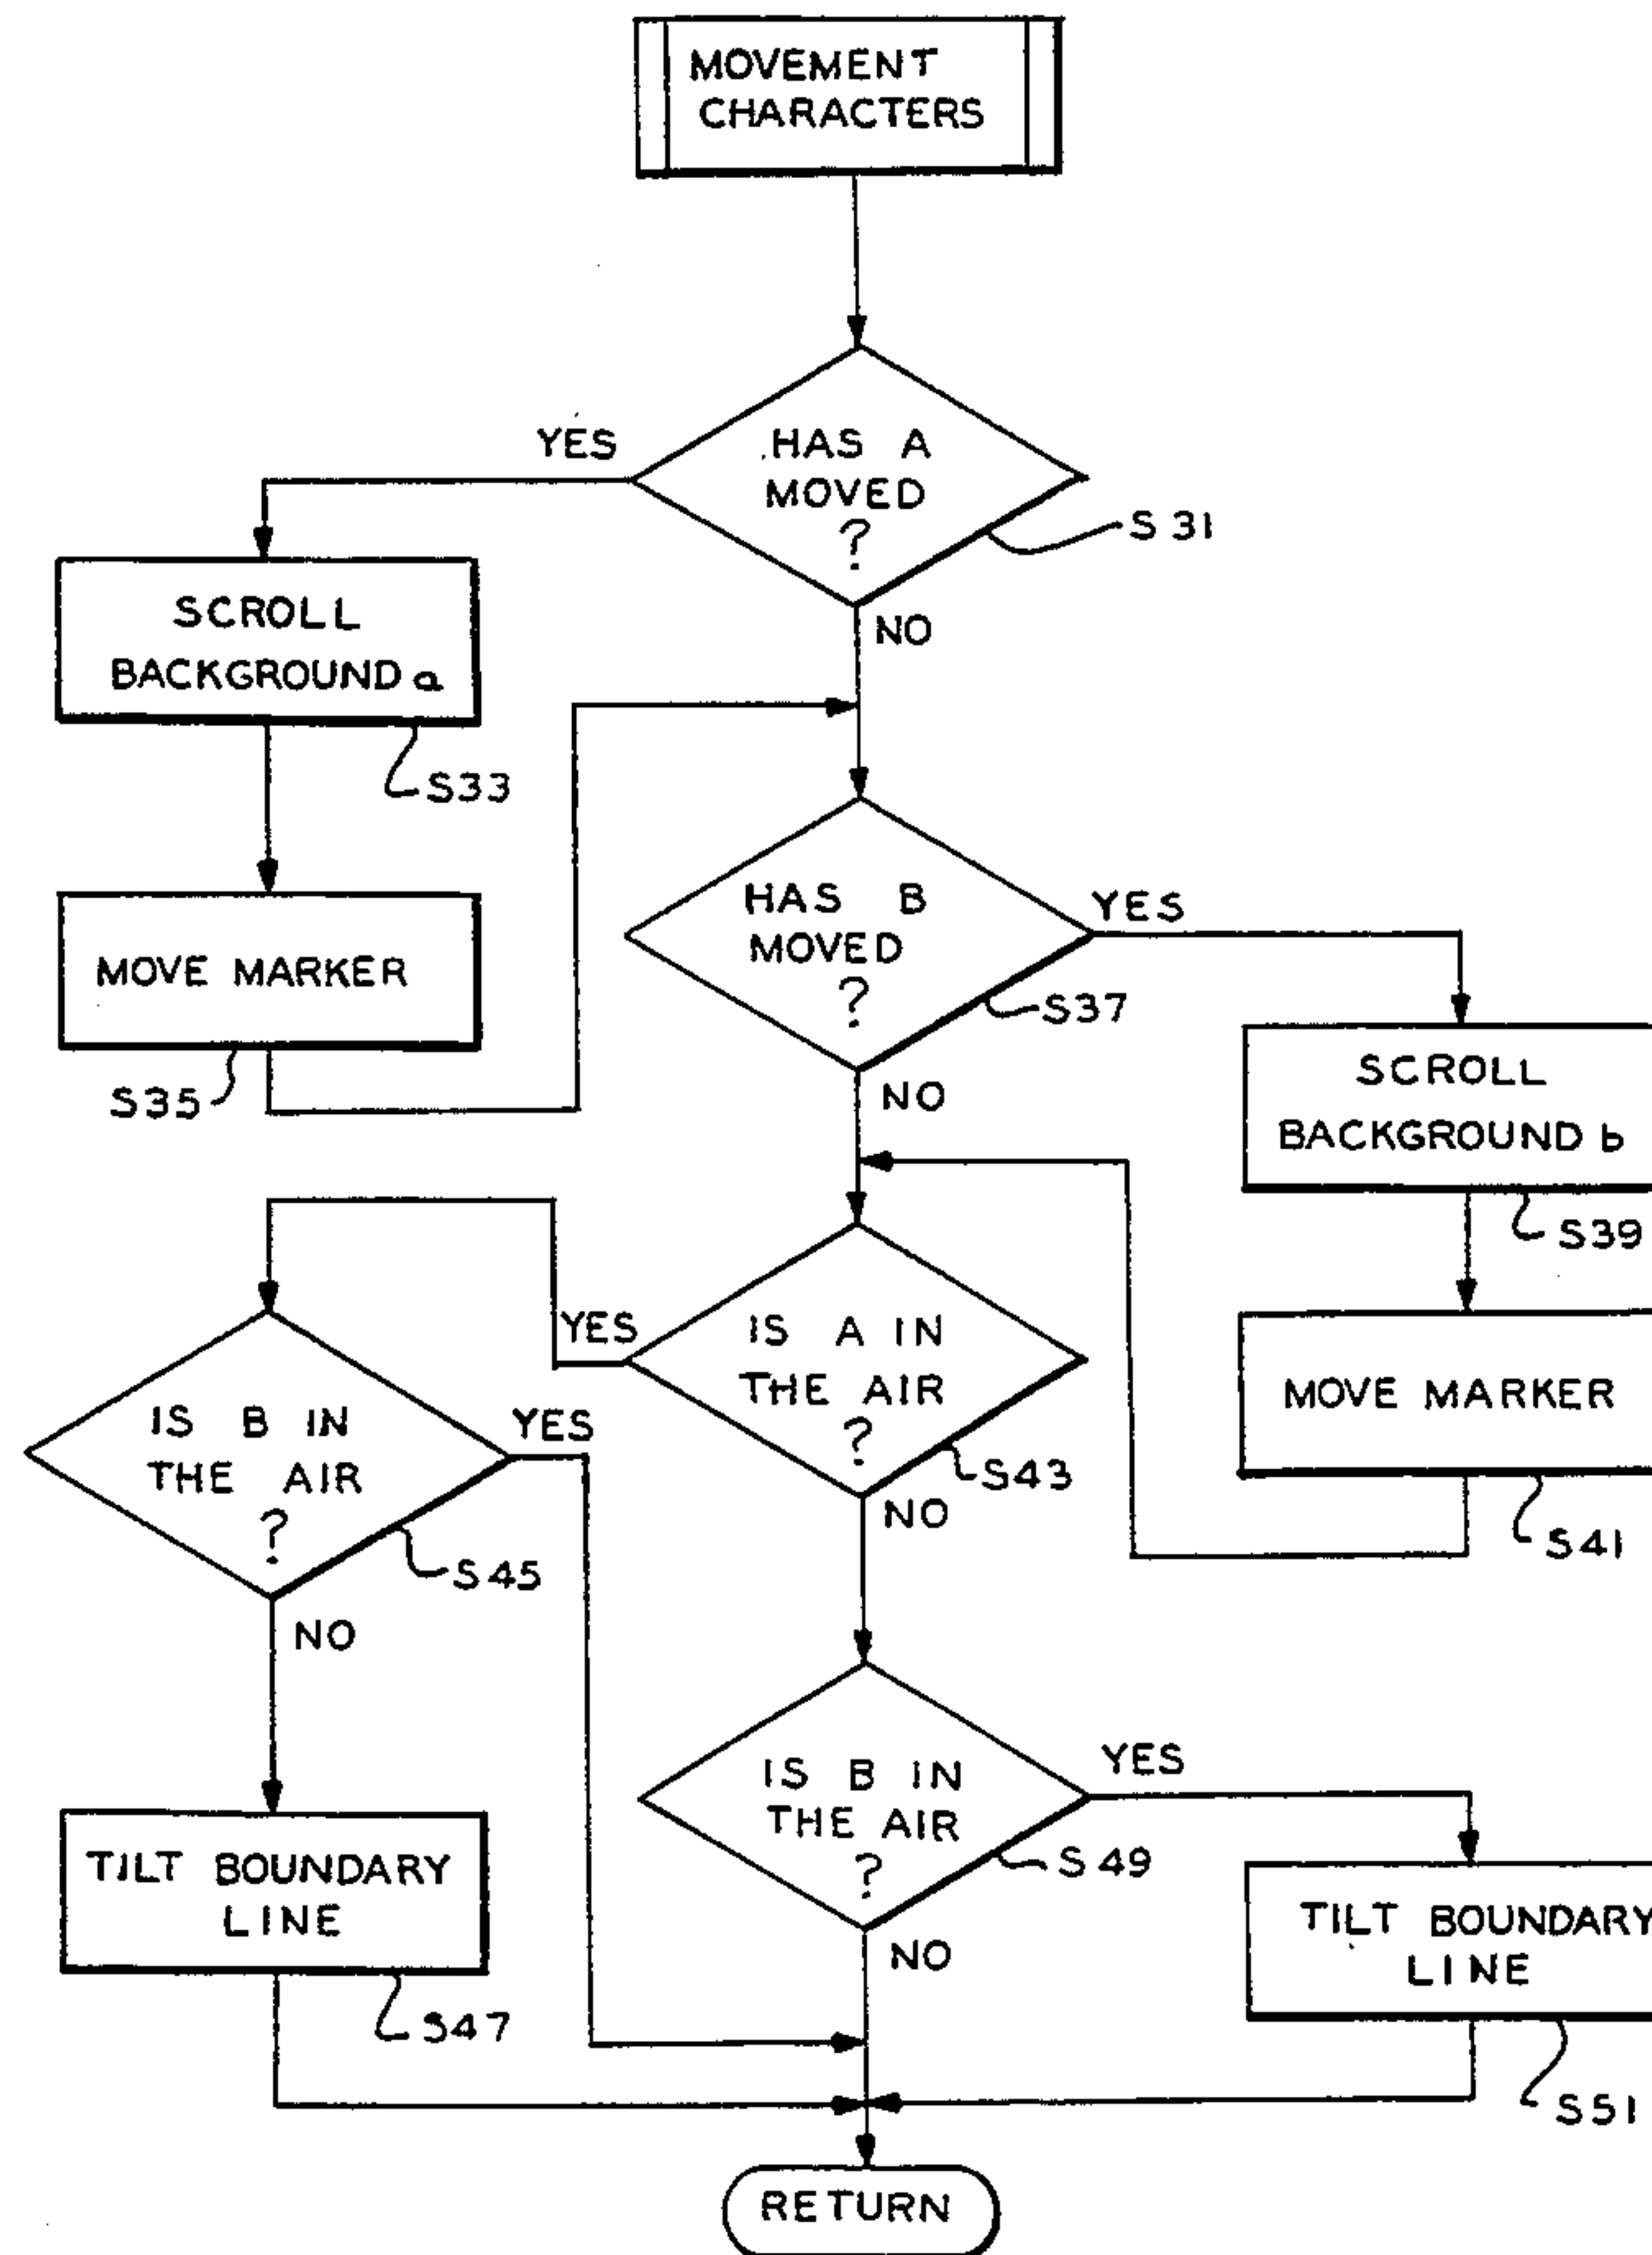 MOVEMENT
CHARACTERS
YES
HAS A
MOVED
?
S31
NO
SCROLL
BACKGROUND a
S33
MOVE MARKER
S35
HAS B
MOVED
?
YES
S37
NO
SCROLL
BACKGROUND b
S39
MOVE MARKER
S41
YES
IS A IN
THE AIR
?
S43
NO
IS B IN
THE AIR
?
YES
S45
NO
TILT BOUNDARY
LINE
S47
IS B IN
THE AIR
?
YES
S49
NO
TILT BOUNDARY
LINE
S51
RETURN